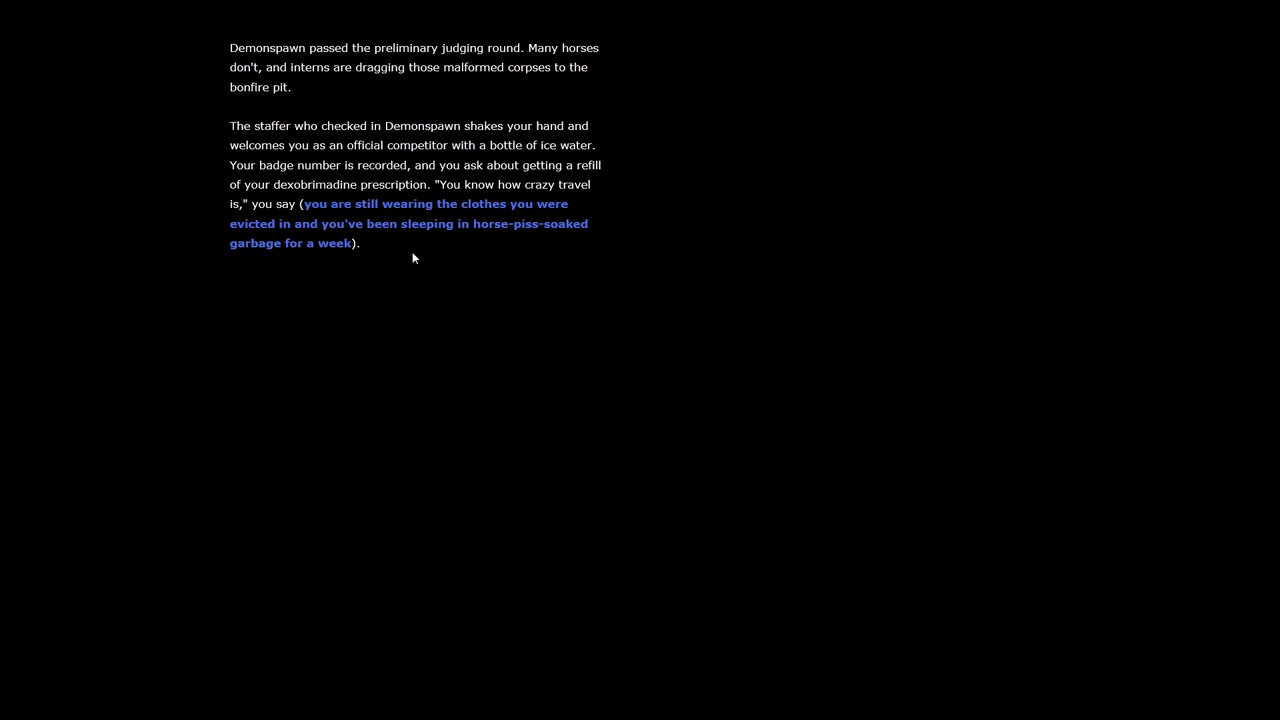 Demonspawn passed the preliminary judging round. Many horses
don't, and interns are dragging those malformed corpses to the
bonfire pit.
The staffer who checked in Demonspawn shakes your hand and
welcomes you as an official competitor with a bottle of ice water.
Your badge number is recorded, and you ask about getting a refill
of your dexobrimadine prescription. "You know how crazy travel
is," you say (you are still wearing the clothes you were
evicted in and you've been sleeping in horse-piss-soaked
garbage for a week).